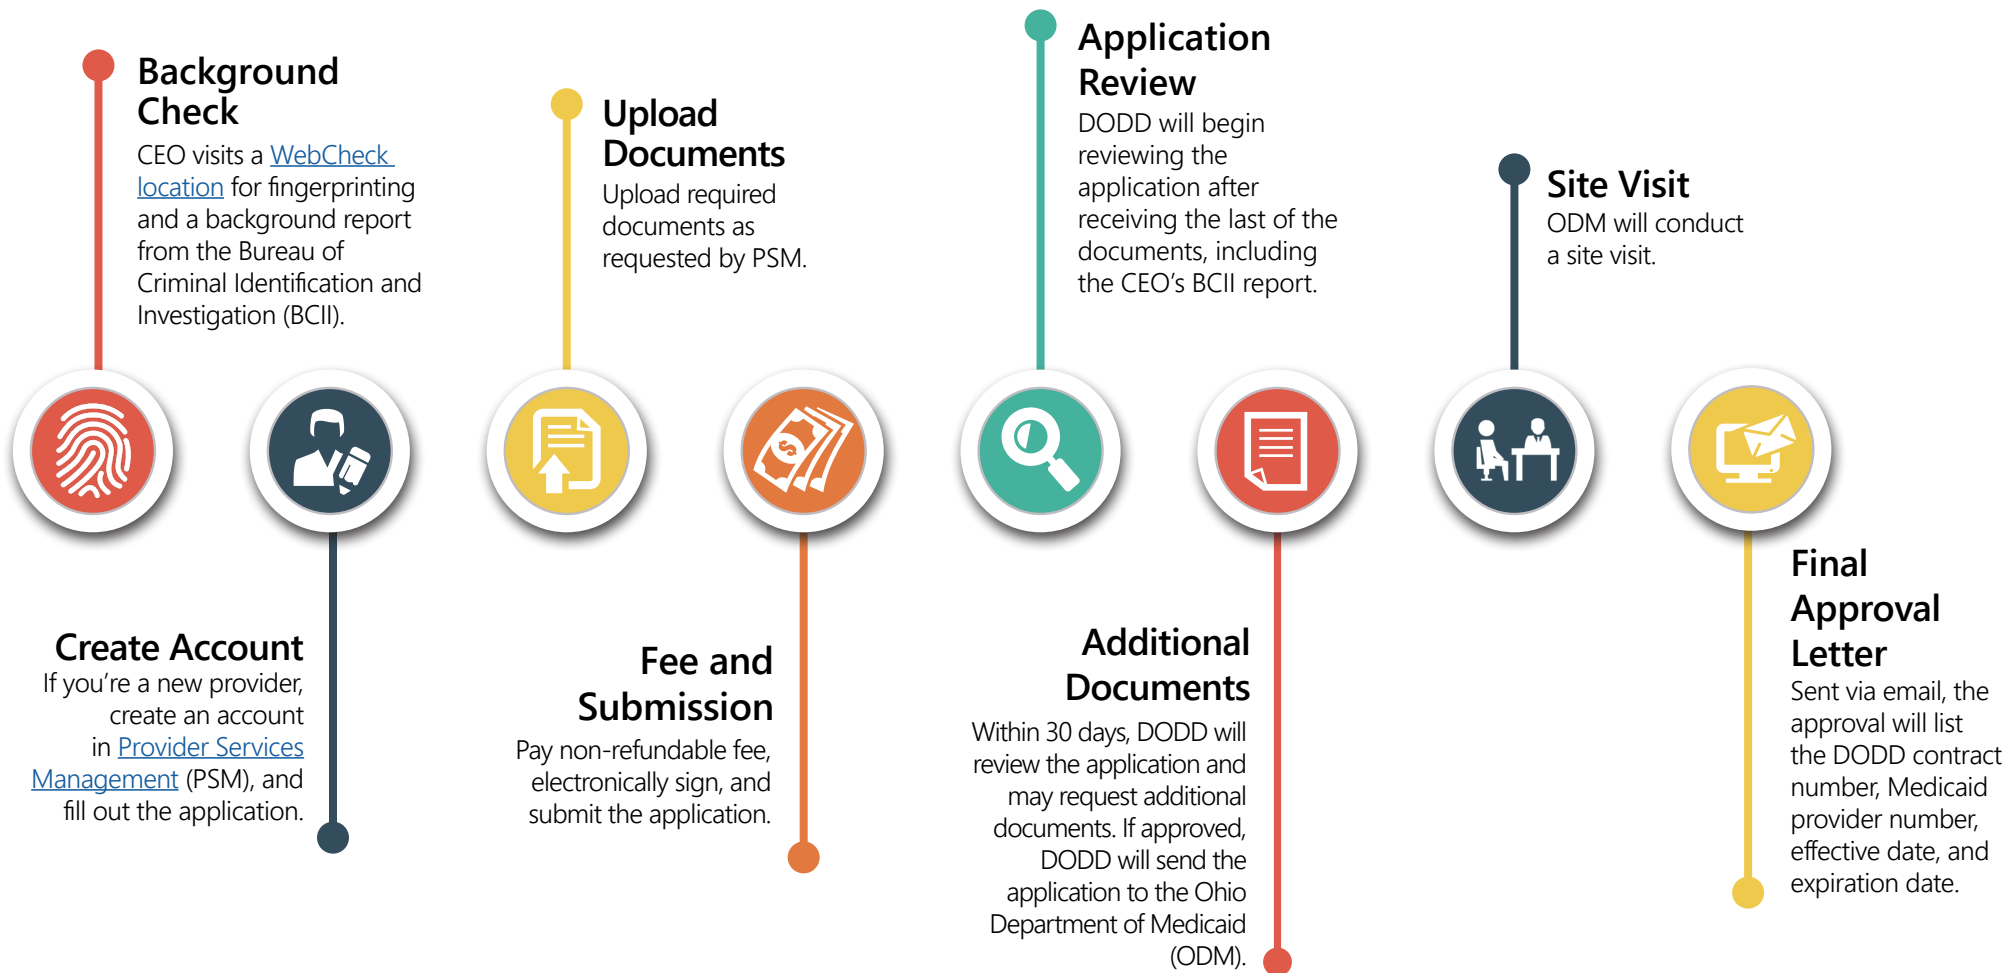 Background
Check
CEO visits a WebCheck
location for fingerprinting
and a background report
from the Bureau of
Criminal Identification and
Investigation (BCII).
Create Account
If you’re a new provider,
create an account
in Provider Services
Management (PSM), and
fill out the application.
Upload
Documents
Upload required
documents as
requested by PSM.
Fee and
Submission
Pay non-refundable fee,
electronically sign, and
submit the application.
Application
Review
DODD will begin
reviewing the
application after
receiving the last of the
documents, including
the CEO’s BCII report.
Additional
Documents
Within 30 days, DODD will
review the application and
may request additional
documents. If approved,
DODD will send the
application to the Ohio
Department of Medicaid
(ODM).
Site Visit
ODM will conduct
a site visit.
Final
Approval
Letter
Sent via email, the
approval will list
the DODD contract
number, Medicaid
provider number,
effective date, and
expiration date.